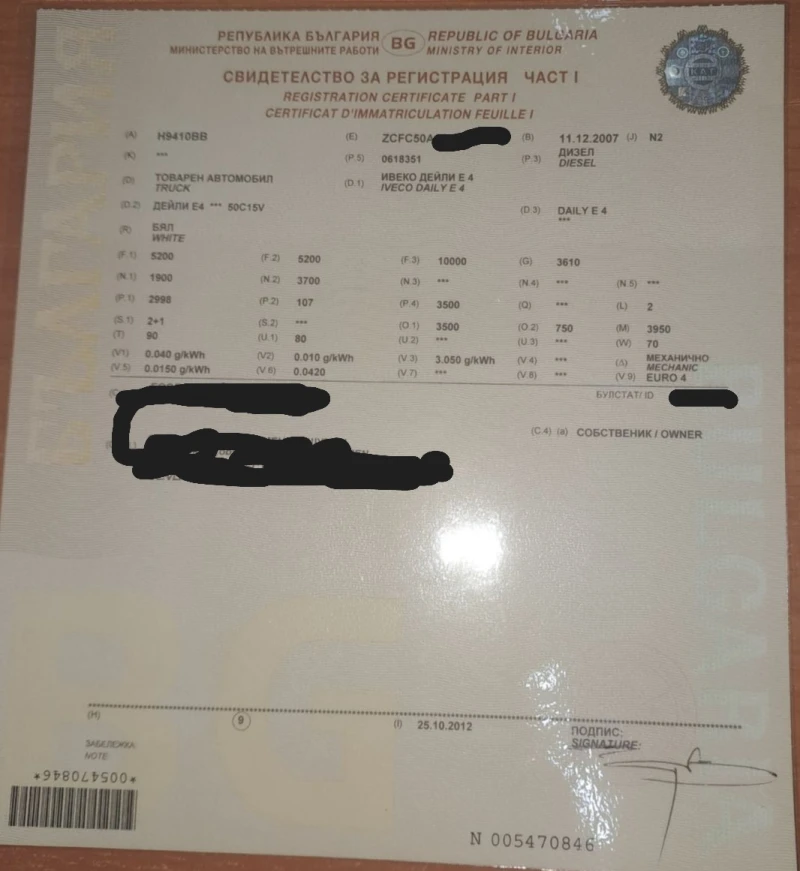 РЕПУБЛИКА БЪЛГАРИЯ BG REPUBLIC OF BULGARIA
МИНИСТЕРСТВО НА ВЪТРЕШНИТЕ РАБОТИ MINISTRY OF INTERIOR
СВИДЕТЕЛСТВО ЗА РЕГИСТРАЦИЯ ЧАСТ I
REGISTRATION CERTIFICATE PART I
CERTIFICAT D'IMMATRICULATION FEUILLE I
(A) H9410BB (E) ZCFC50A (B) 11.12.2007 (J) N2
(K) *** (P.5) 0618351 (P.3) ДИЗЕЛ
DIESEL
(D) ТОВАРЕН АВТОМОБИЛ (D.1) ИВЕКО ДЕЙЛИ Е 4
TRUCK IVECO DAILY E 4
(D.2) ДЕЙЛИ Е4 *** 50C15V (D.3) DAILY E 4
***
(R) БЯЛ
WHITE
(F.1) 5200 (F.2) 5200 (F.3) 10000 (G) 3610
(N.1) 1900 (N.2) 3700 (N.3) *** (N.4) *** (N.5) ***
(P.1) 2998 (P.2) 107 (P.4) 3500 (Q) *** (L) 2
(S.1) 2+1 (S.2) *** (O.1) 3500 (O.2) 750 (M) 3950
(T) 90 (U.1) 80 (U.2) *** (U.3) *** (W) 70
(V1) 0.040 g/kWh (V2) 0.010 g/kWh (V.3) 3.050 g/kWh (V.4) *** (A) МЕХАНИЧНО
MECHANIC
(V.5) 0.0150 g/kWh (V.6) 0.0420 (V.7) *** (V.8) *** (V.9) EURO 4
БУЛСТАТ/ ID
(C.4) (a) СОБСТВЕНИК / OWNER
(H) 9 (I) 25.10.2012 ПОДПИС:
SIGNATURE:
ЗАБЕЛЕЖКА
NOTE
*005470846*
N 005470846